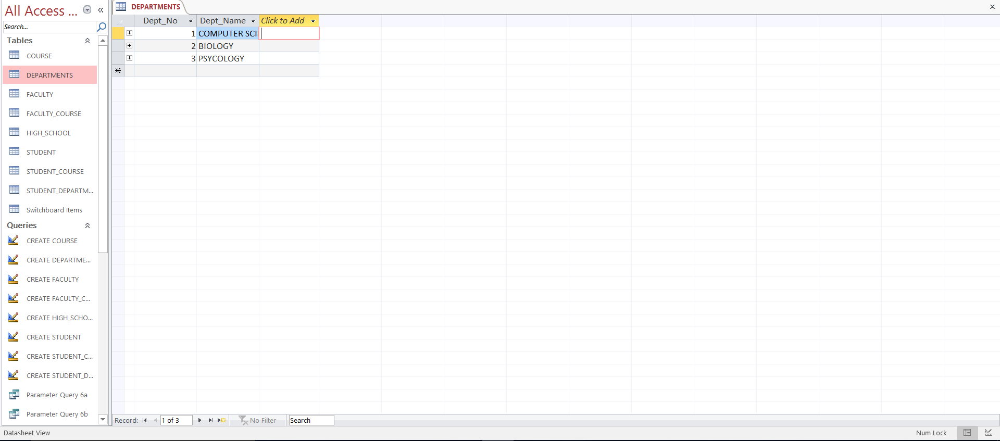 All Access ...
Search...
Tables
COURSE
DEPARTMENTS
FACULTY
FACULTY_COURSE
HIGH_SCHOOL
STUDENT
STUDENT_COURSE
STUDENT_DEPARTM...
Switchboard Items
Queries
CREATE COURSE
CREATE DEPARTME...
CREATE FACULTY
CREATE FACULTY_C...
CREATE HIGH_SCHO...
CREATE STUDENT
CREATE STUDENT_C...
CREATE STUDENT_D...
Parameter Query 6a
Parameter Query 6b
DEPARTMENTS
Dept_No Dept_Name Click to Add
1 COMPUTER SCI
2 BIOLOGY
3 PSYCOLOGY
Record: 1 of 3 No Filter Search
Datasheet View Num Lock